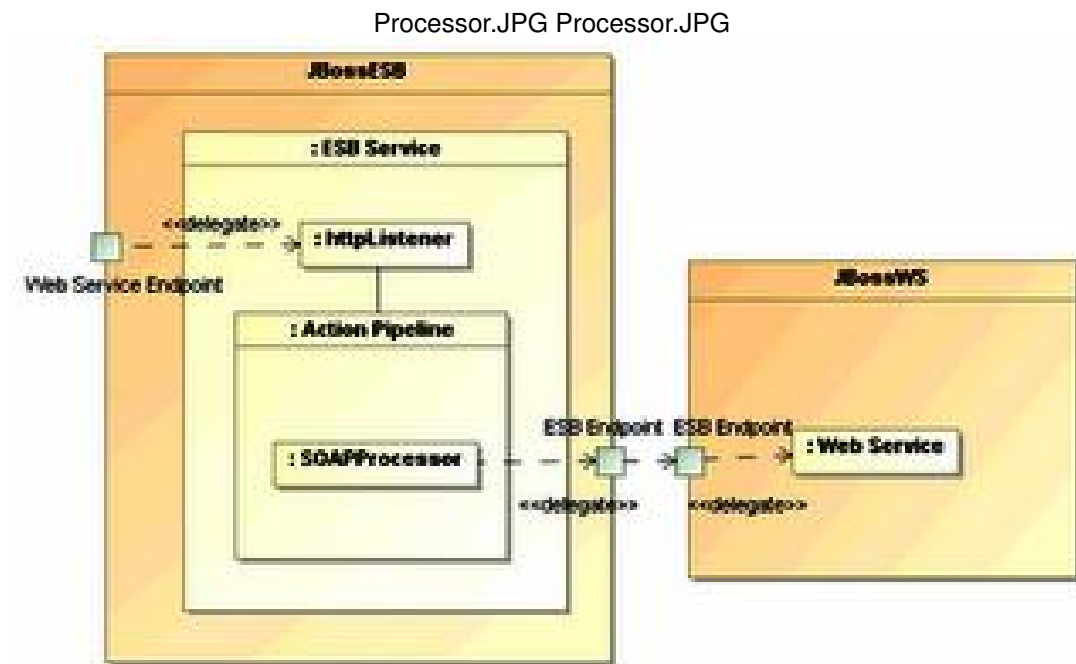 Processor.JPG Processor.JPG
JBossESB
: ESB Service
<<delegate>>
: httpListener
Web Service Endpoint
JBossWS
: Action Pipeline
ESB Endpoint ESB Endpoint
: SOAPProcessor
: Web Service
<<delegate>> <<delegate>>